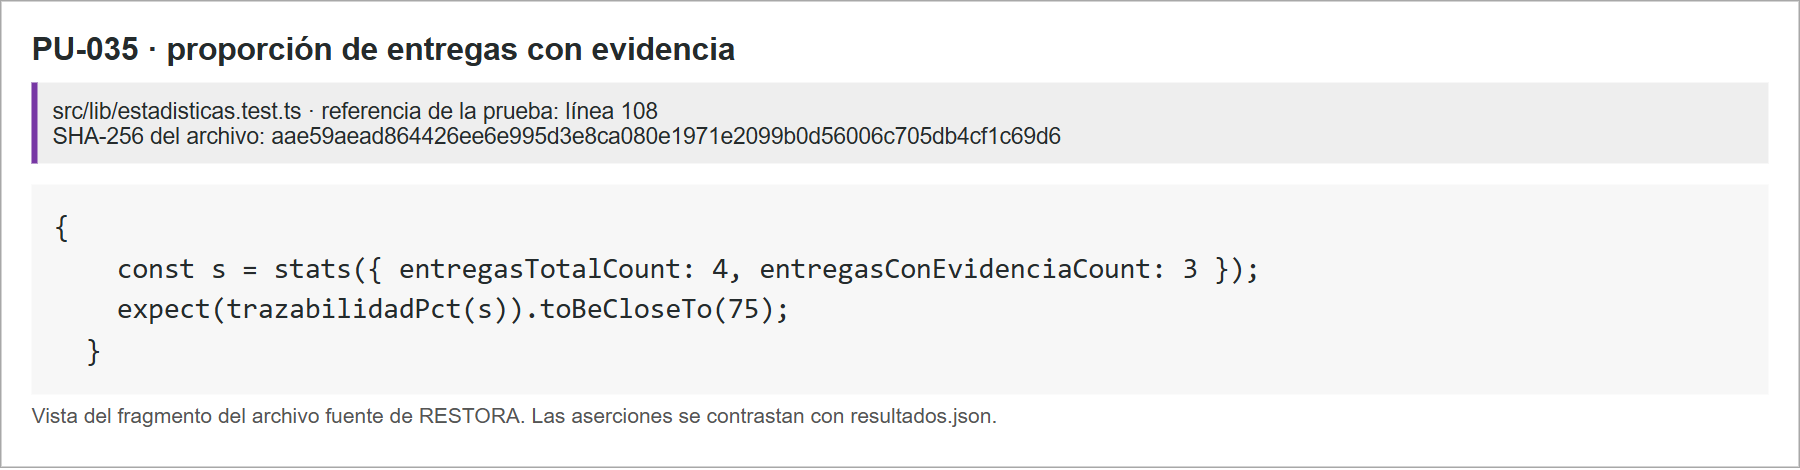 PU-035 · proporción de entregas con evidencia
src/lib/estadisticas.test.ts · referencia de la prueba: línea 108
SHA-256 del archivo: aae59aead864426ee6e995d3e8ca080e1971e2099b0d56006c705db4cf1c69d6
{
    const s = stats({ entregasTotalCount: 4, entregasConEvidenciaCount: 3 });
    expect(trazabilidadPct(s)).toBeCloseTo(75);
  }
Vista del fragmento del archivo fuente de RESTORA. Las aserciones se contrastan con resultados.json.